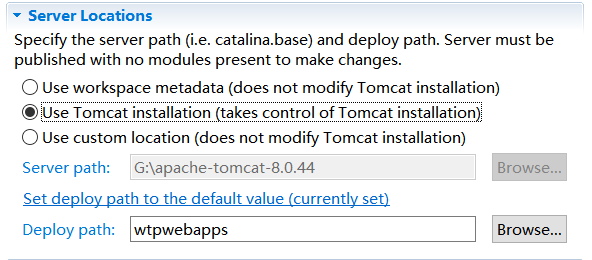 Server Locations
Specify the server path (i.e. catalina.base) and deploy path. Server must be
published with no modules present to make changes.
Use workspace metadata (does not modify Tomcat installation)
Use Tomcat installation (takes control of Tomcat installation)
Use custom location (does not modify Tomcat installation)
Server path: G:\apache-tomcat-8.0.44 Browse...
Set deploy path to the default value (currently set)
Deploy path: wtpwebapps Browse...